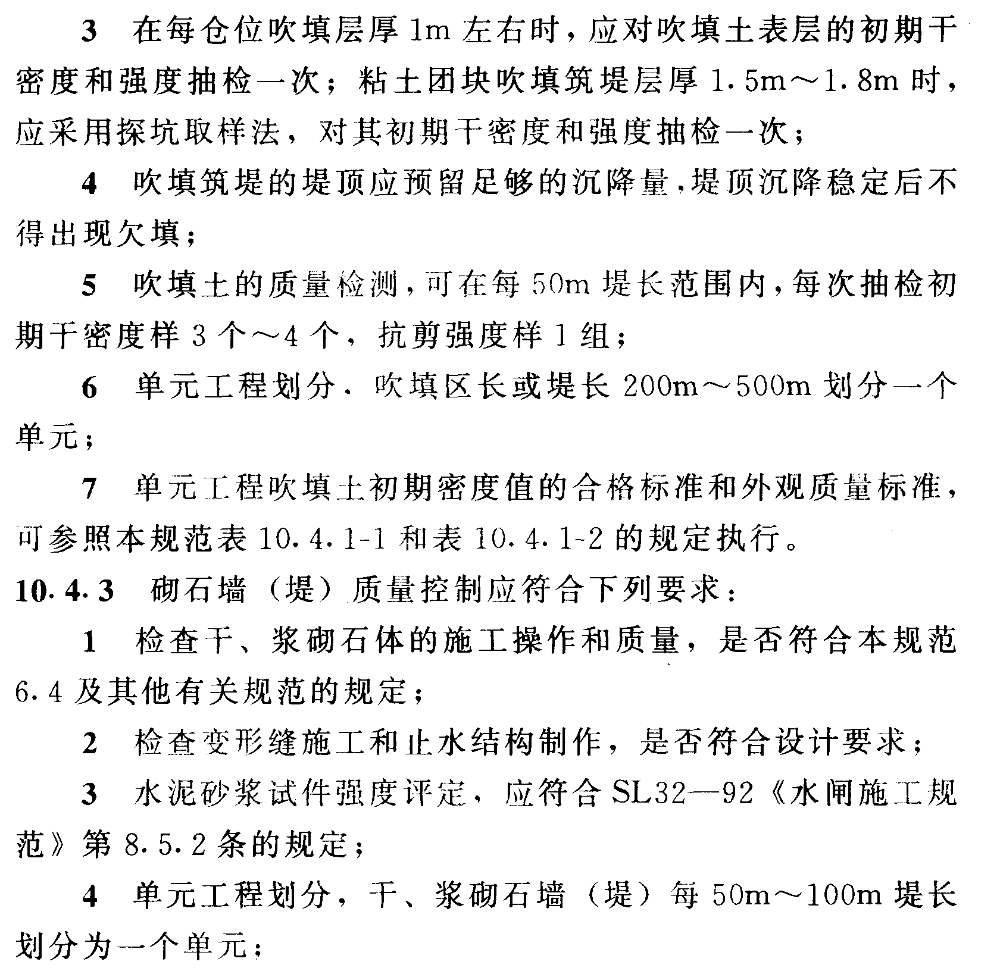 3 在每仓位吹填层厚 1m 左右时，应对吹填土表层的初期干
密度和强度抽检一次；粘土团块吹填筑堤层厚 1.5m～1.8m 时，
应采用探坑取样法，对其初期干密度和强度抽检一次；
4 吹填筑堤的堤顶应预留足够的沉降量，堤顶沉降稳定后不
得出现欠填；
5 吹填土的质量检测，可在每 50m 堤长范围内，每次抽检初
期干密度样 3 个～4 个，抗剪强度样 1 组；
6 单元工程划分．吹填区长或堤长 200m～500m 划分一个
单元；
7 单元工程吹填土初期密度值的合格标准和外观质量标准，
可参照本规范表 10.4.1-1 和表 10.4.1-2 的规定执行。
10.4.3 砌石墙（堤）质量控制应符合下列要求：
1 检查干、浆砌石体的施工操作和质量，是否符合本规范
6.4 及其他有关规范的规定；
2 检查变形缝施工和止水结构制作，是否符合设计要求；
3 水泥砂浆试件强度评定，应符合 SL32—92《水闸施工规
范》第 8.5.2 条的规定；
4 单元工程划分，干、浆砌石墙（堤）每 50m～100m 堤长
划分为一个单元；